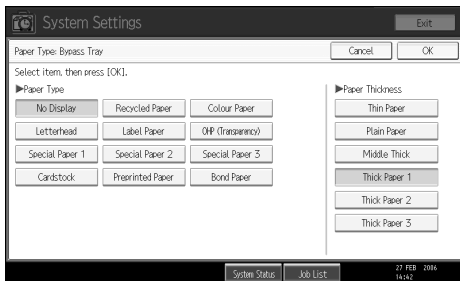 System Settings Exit
Paper Type: Bypass Tray Cancel OK
Select item, then press [OK].
▶Paper Type ▶Paper Thickness
No Display Recycled Paper Colour Paper Thin Paper
Letterhead Label Paper OHP (Transparency) Plain Paper
Special Paper 1 Special Paper 2 Special Paper 3 Middle Thick
Cardstock Preprinted Paper Bond Paper Thick Paper 1
Thick Paper 2
Thick Paper 3
System Status Job List 27 FEB 2006
14:42